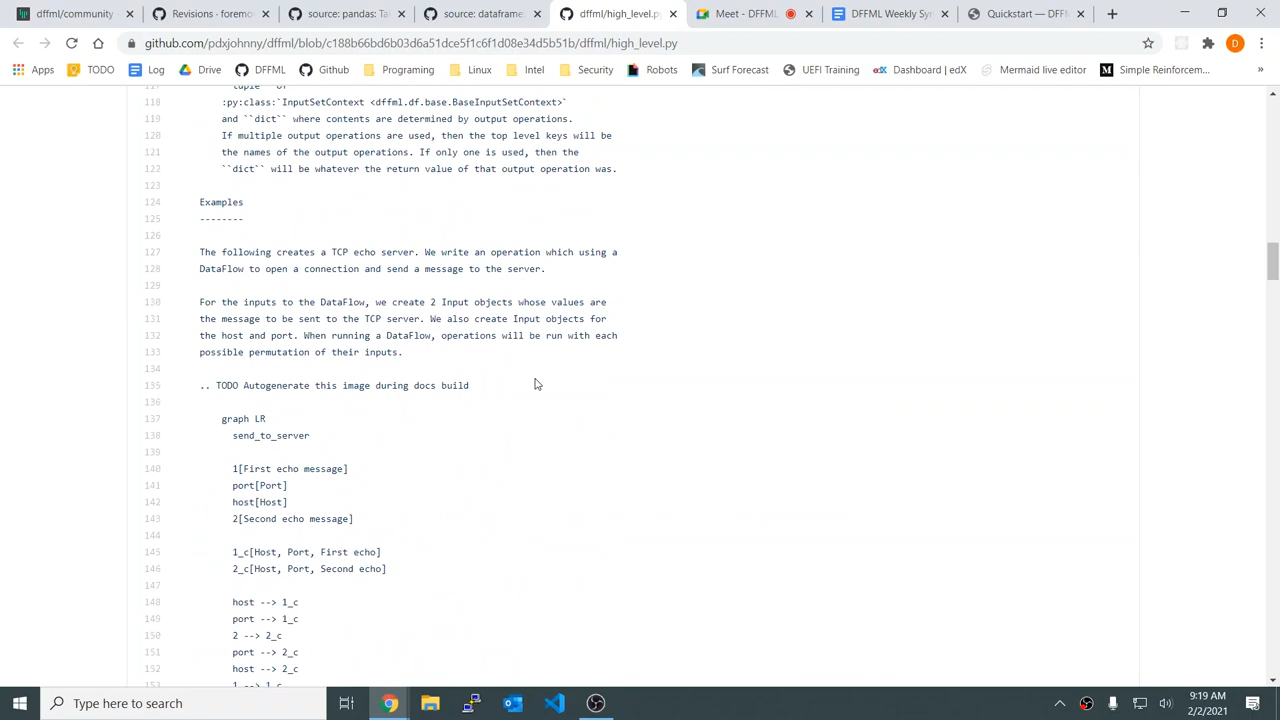 dffml/community -
Revisions · foremo
source: pandas: Ta
source: dataframe.
dffml/high_level.py
Meet - DFFML
DFFML Weekly Syn
Quickstart — DFFM
github.com/pdxjohnny/dffml/blob/c188b66bd6b03d6a51dce5f1c6f1d08e34d5b51b/dffml/high_level.py
D
Apps TODO Log Drive DFFML Github Programing Linux Intel Security Robots Surf Forecast UEFI Training Dashboard | edX Mermaid live editor Simple Reinforcem... »
117 ``tuple`` of
118 :py:class:`InputSetContext <dffml.df.base.BaseInputSetContext>`
119 and ``dict`` where contents are determined by output operations.
120 If multiple output operations are used, then the top level keys will be
121 the names of the output operations. If only one is used, then the
122 ``dict`` will be whatever the return value of that output operation was.
123
124 Examples
125 --------
126
127 The following creates a TCP echo server. We write an operation which using a
128 DataFlow to open a connection and send a message to the server.
129
130 For the inputs to the DataFlow, we create 2 Input objects whose values are
131 the message to be sent to the TCP server. We also create Input objects for
132 the host and port. When running a DataFlow, operations will be run with each
133 possible permutation of their inputs.
134
135 .. TODO Autogenerate this image during docs build
136
137 graph LR
138 send_to_server
139
140 1[First echo message]
141 port[Port]
142 host[Host]
143 2[Second echo message]
144
145 1_c[Host, Port, First echo]
146 2_c[Host, Port, Second echo]
147
148 host --> 1_c
149 port --> 1_c
150 2 --> 2_c
151 port --> 2_c
152 host --> 2_c
153 1 --> 1_c
Type here to search
9:19 AM
2/2/2021